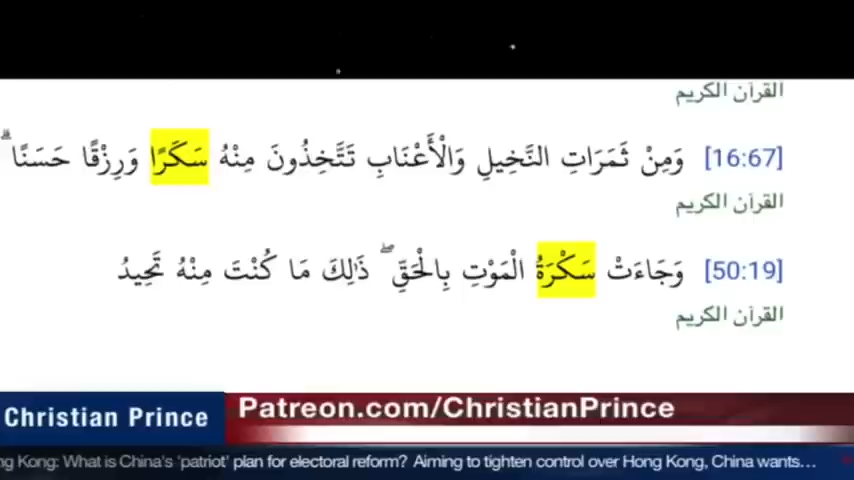 القرآن الكريم
[16:67] وَمِنْ ثَمَرَاتِ النَّخِيلِ وَالْأَعْنَابِ تَتَّخِذُونَ مِنْهُ سَكَرًا وَرِزْقًا حَسَنًا ۗ
القرآن الكريم
[50:19] وَجَاءَتْ سَكْرَةُ الْمَوْتِ بِالْحَقِّ ۖ ذَٰلِكَ مَا كُنْتَ مِنْهُ تَحِيدُ
القرآن الكريم
Christian Prince
Patreon.com/ChristianPrince
ng Kong: What is China's 'patriot' plan for electoral reform? Aiming to tighten control over Hong Kong, China wants…